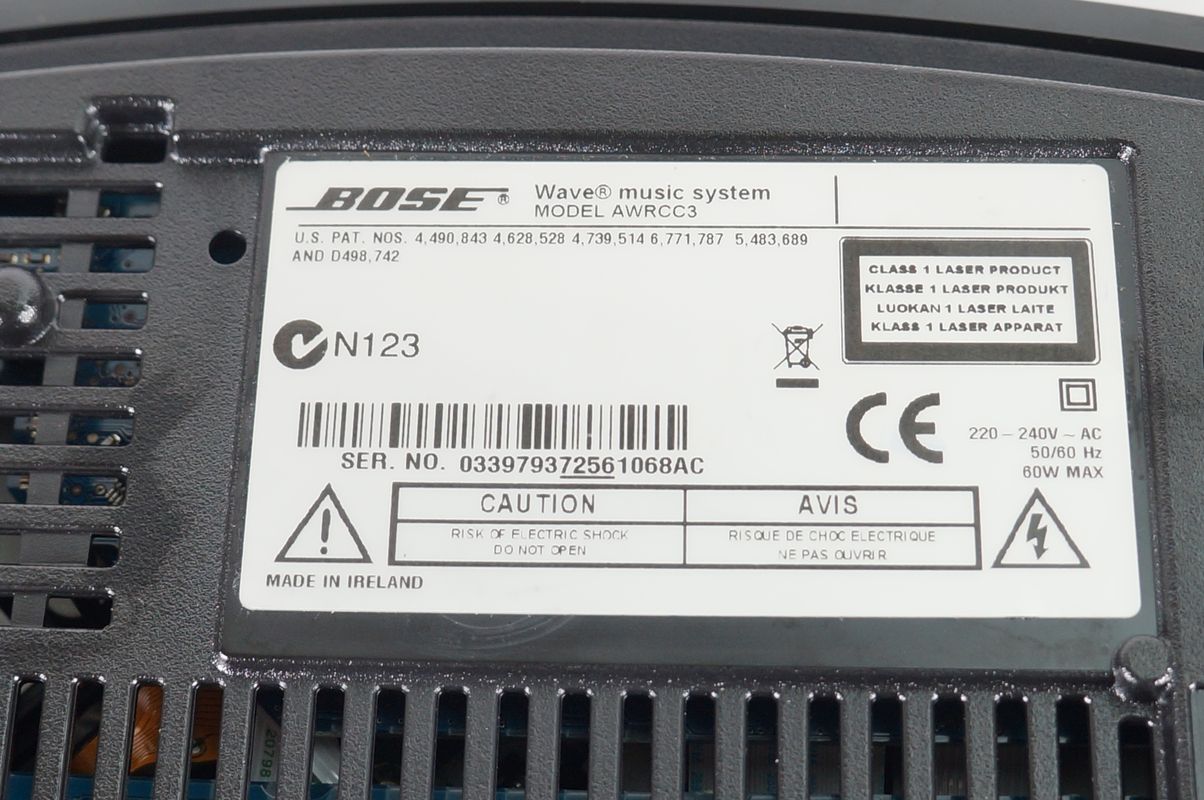 BOSE® Wave® music system
MODEL AWRCC3
U.S. PAT. NOS. 4,490,843 4,628,528 4,739,514 6,771,787 5,483,689
AND D498,742
CLASS 1 LASER PRODUCT
KLASSE 1 LASER PRODUKT
LUOKAN 1 LASER LAITE
KLASS 1 LASER APPARAT
N123
CE
220 – 240V ~ AC
50/60 Hz
60W MAX
SER. NO. 033979372561068AC
CAUTION
RISK OF ELECTRIC SHOCK
DO NOT OPEN
AVIS
RISQUE DE CHOC ELECTRIQUE
NE PAS OUVRIR
MADE IN IRELAND
20798